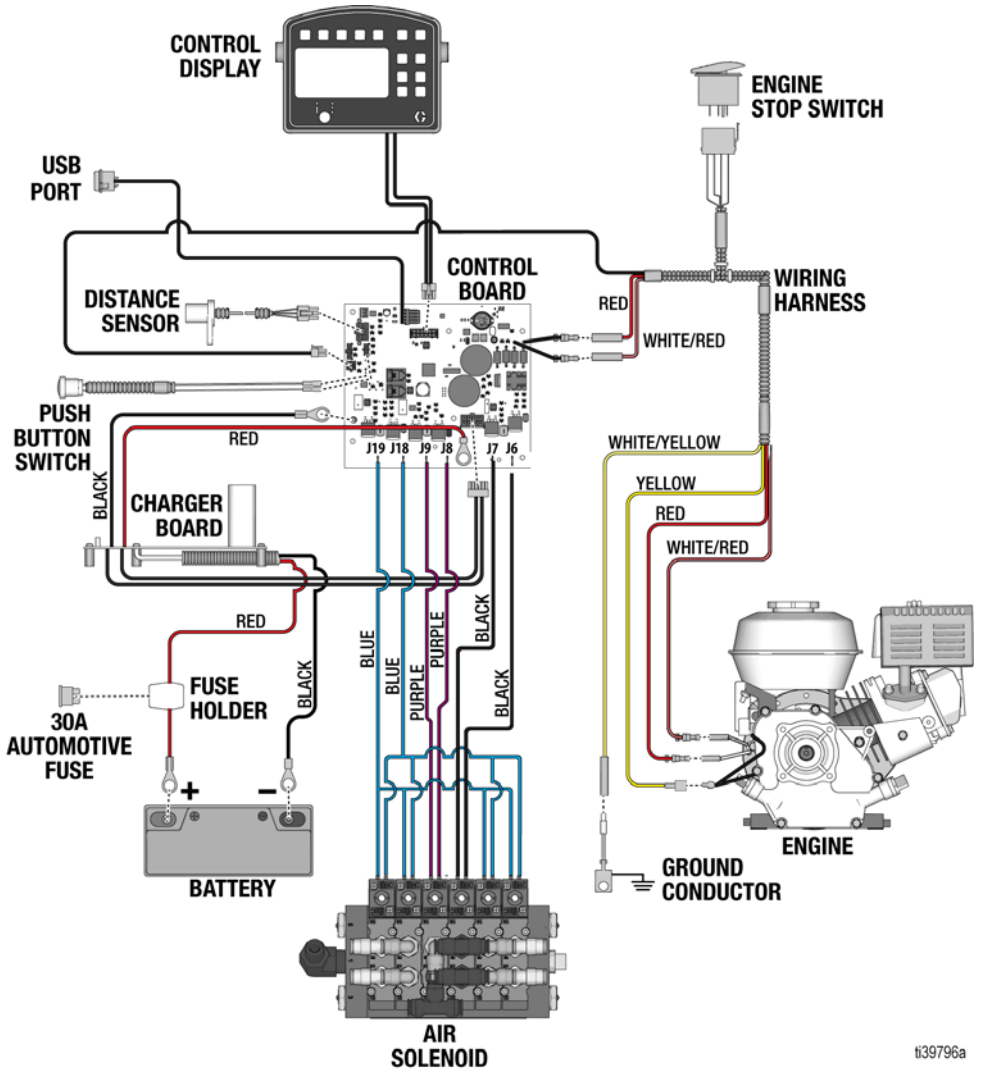 CONTROL
DISPLAY
ENGINE
STOP SWITCH
USB
PORT
CONTROL
BOARD
WIRING
HARNESS
DISTANCE
SENSOR
RED
WHITE/RED
PUSH
BUTTON
SWITCH
RED
J19
J18
J9
J8
J7
J6
WHITE/YELLOW
YELLOW
RED
WHITE/RED
BLACK
CHARGER
BOARD
RED
BLACK
BLUE
BLUE
PURPLE
PURPLE
BLACK
BLACK
FUSE
HOLDER
30A
AUTOMOTIVE
FUSE
+
−
BATTERY
ENGINE
GROUND
CONDUCTOR
AIR
SOLENOID
ti39796a